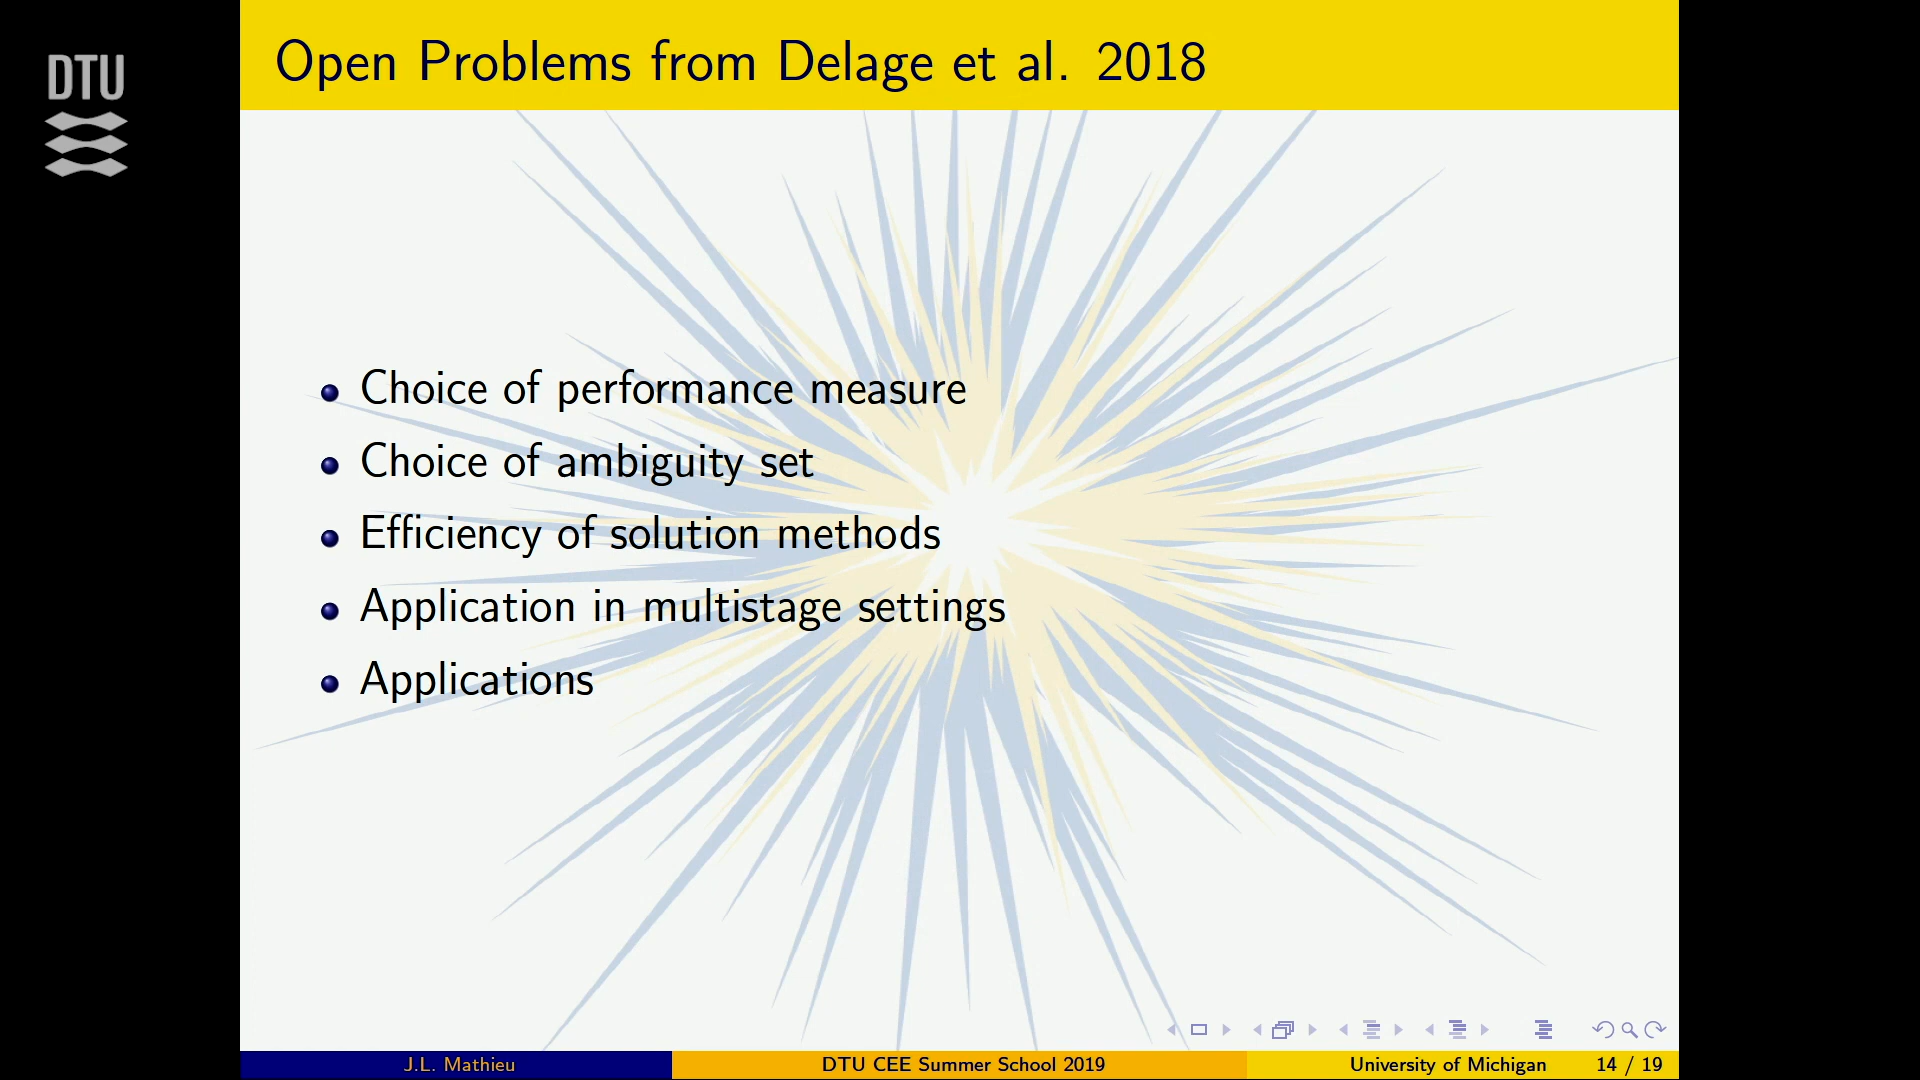 DTU
Open Problems from Delage et al. 2018
Choice of performance measure
Choice of ambiguity set
Efficiency of solution methods
Application in multistage settings
Applications
J.L. Mathieu
DTU CEE Summer School 2019
University of Michigan
14 / 19